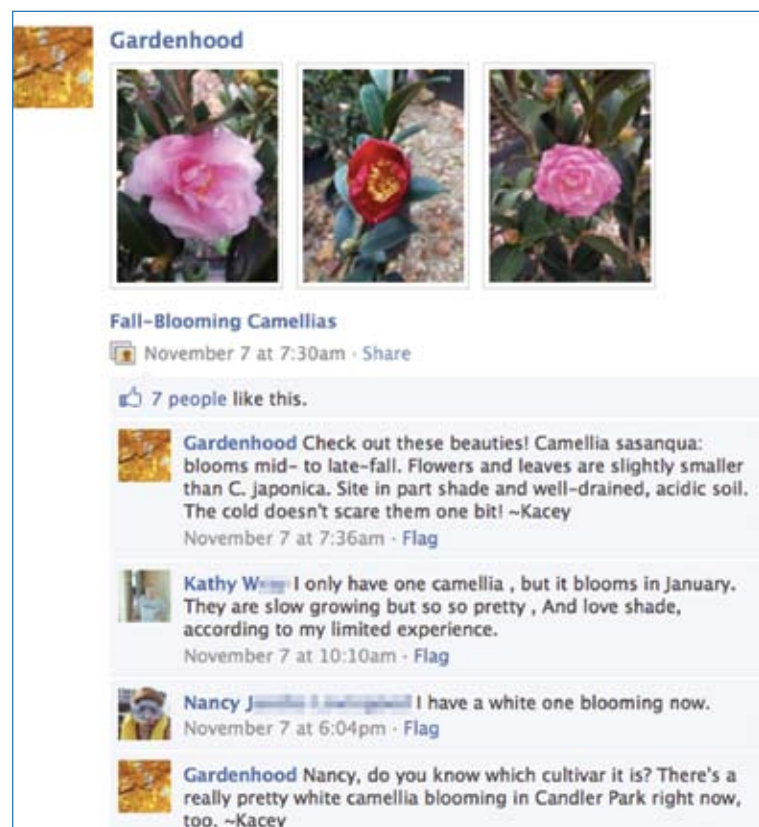 Gardenhood
Fall-Blooming Camellias
November 7 at 7:30am · Share
7 people like this.
Gardenhood Check out these beauties! Camellia sasanqua:
blooms mid- to late-fall. Flowers and leaves are slightly smaller
than C. japonica. Site in part shade and well-drained, acidic soil.
The cold doesn't scare them one bit! ~Kacey
November 7 at 7:36am · Flag
Kathy W I only have one camellia , but it blooms in January.
They are slow growing but so so pretty , And love shade,
according to my limited experience.
November 7 at 10:10am · Flag
Nancy J I have a white one blooming now.
November 7 at 6:04pm · Flag
Gardenhood Nancy, do you know which cultivar it is? There's a
really pretty white camellia blooming in Candler Park right now,
too. ~Kacey